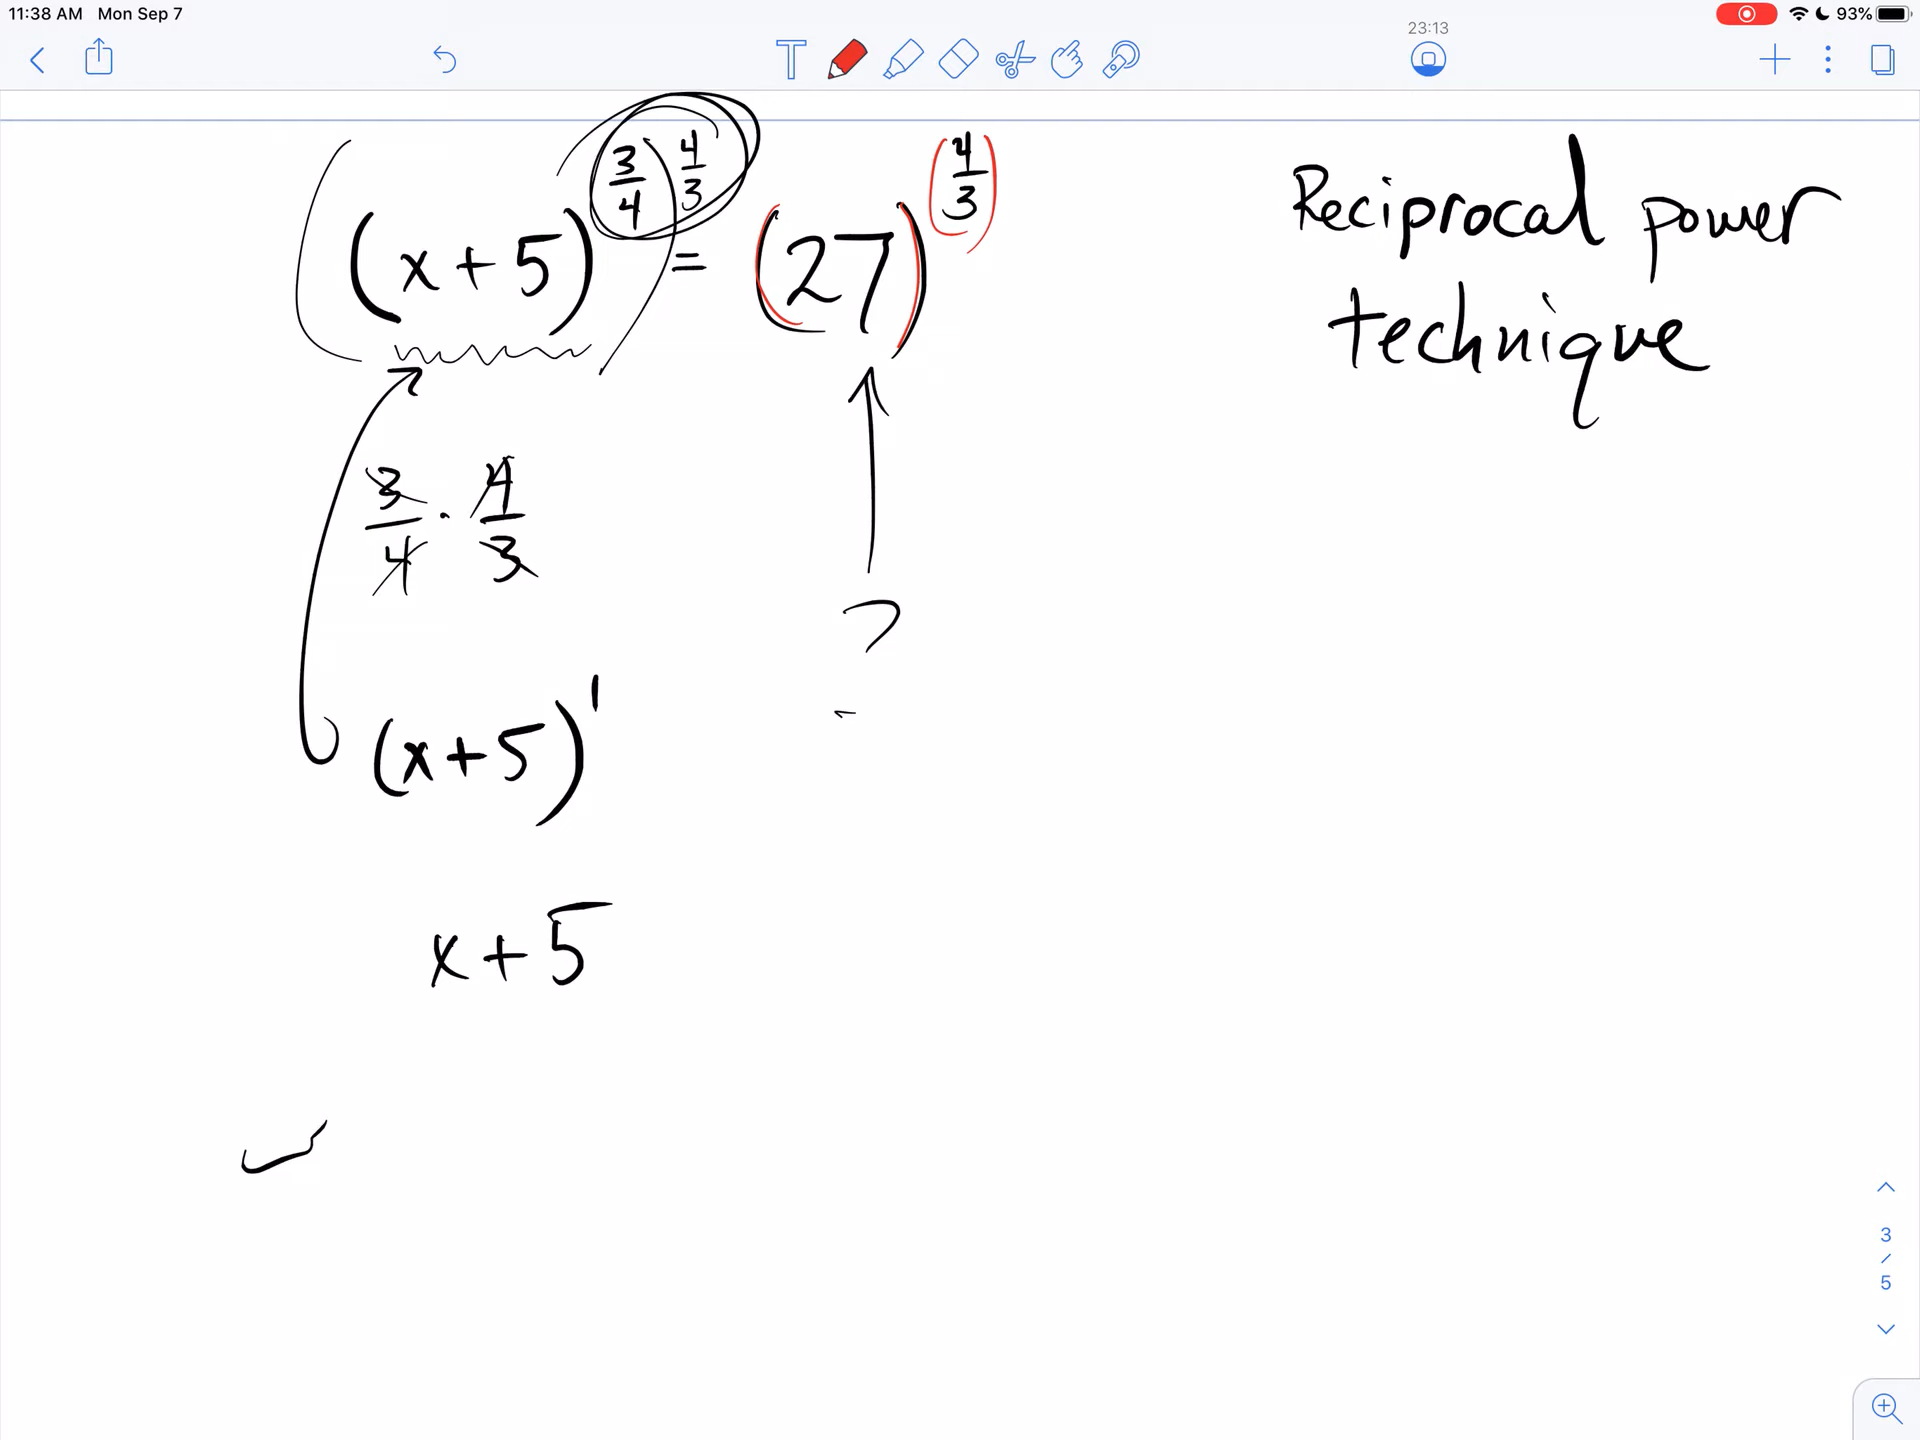 11:38 AM Mon Sep 7
93%
23:13
T
((x+5)^(3/4))^(4/3) = (27)^(4/3)
Reciprocal power
technique
3/4 · 4/3
?
(x+5)^1
x+5
3
/
5